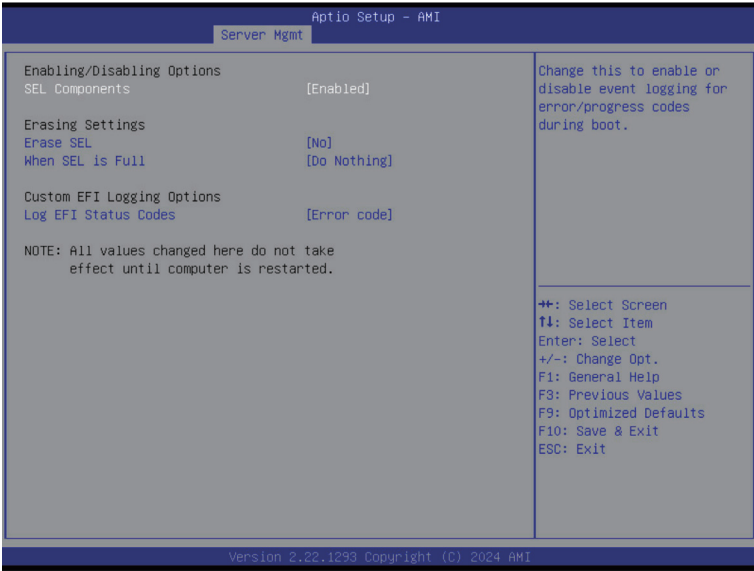 Aptio Setup – AMI
Server Mgmt
Enabling/Disabling Options
SEL Components [Enabled]
Erasing Settings
Erase SEL [No]
When SEL is Full [Do Nothing]
Custom EFI Logging Options
Log EFI Status Codes [Error code]
NOTE: All values changed here do not take
effect until computer is restarted.
Change this to enable or
disable event logging for
error/progress codes
during boot.
→←: Select Screen
↑↓: Select Item
Enter: Select
+/-: Change Opt.
F1: General Help
F3: Previous Values
F9: Optimized Defaults
F10: Save & Exit
ESC: Exit
Version 2.22.1293 Copyright (C) 2024 AMI